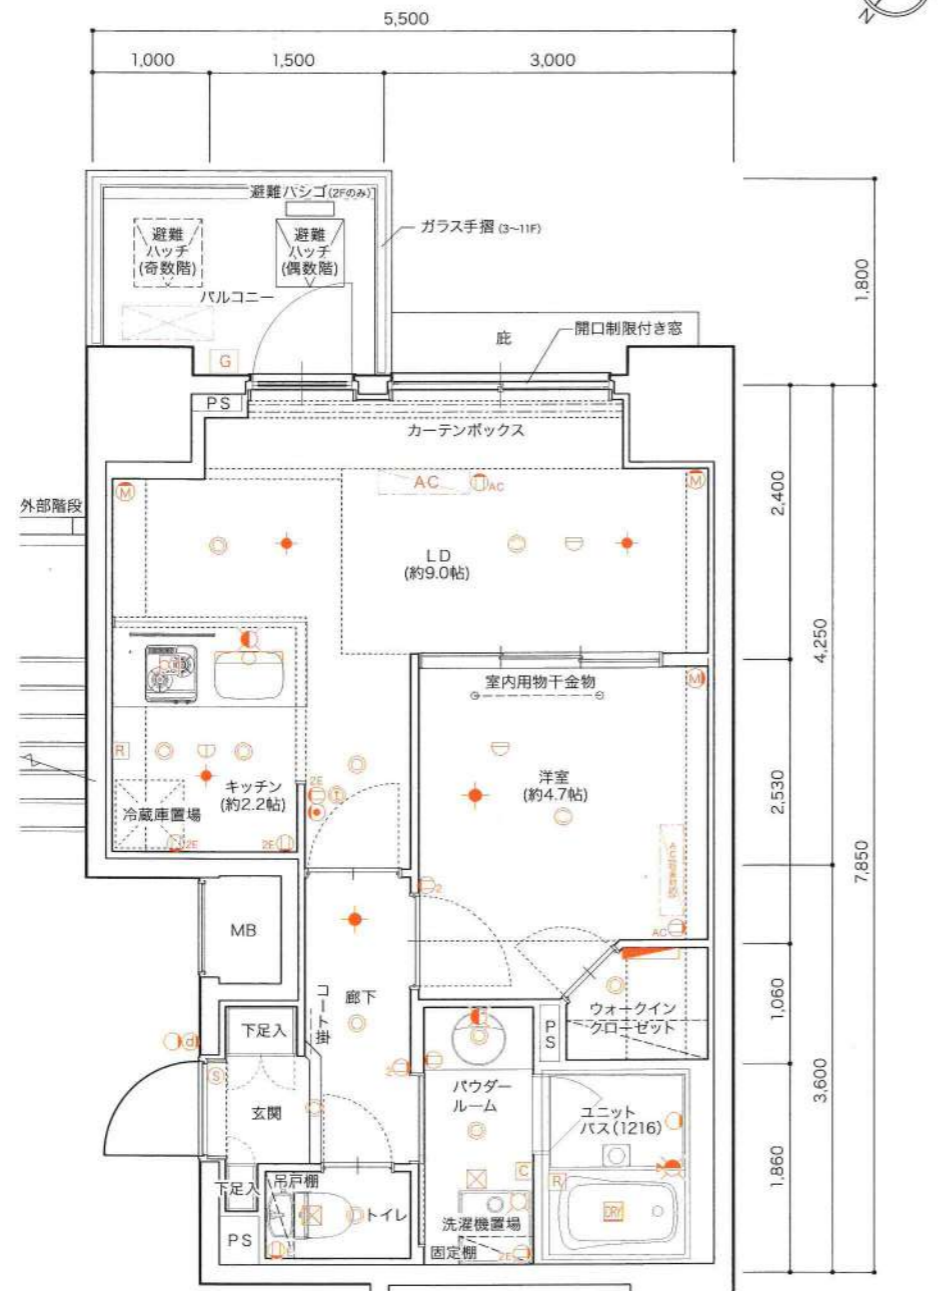 N
5,500
1,000
1,500
3,000
避難ハシゴ(2Fのみ)
避難
ハッチ
(奇数階)
避難
ハッチ
(偶数階)
バルコニー
ガラス手摺(3~11F)
1,800
庇
開口制限付き窓
G
PS
カーテンボックス
外部階段
M
AC
AC
M
2,400
LD
(約9.0帖)
4,250
室内用物干金物
M
R
キッチン
(約2.2帖)
2E
洋室
(約4.7帖)
2,530
冷蔵庫置場
2E
2E
7,850
2
AC
MB
廊下
コート掛
ウォークイン
クローゼット
PS
1,060
下足入
d
S
2
玄関
パウダー
ルーム
ユニット
バス(1216)
3,600
1,860
下足入
吊戸棚
トイレ
C
R
DRY
洗濯機置場
PS
固定棚
2E